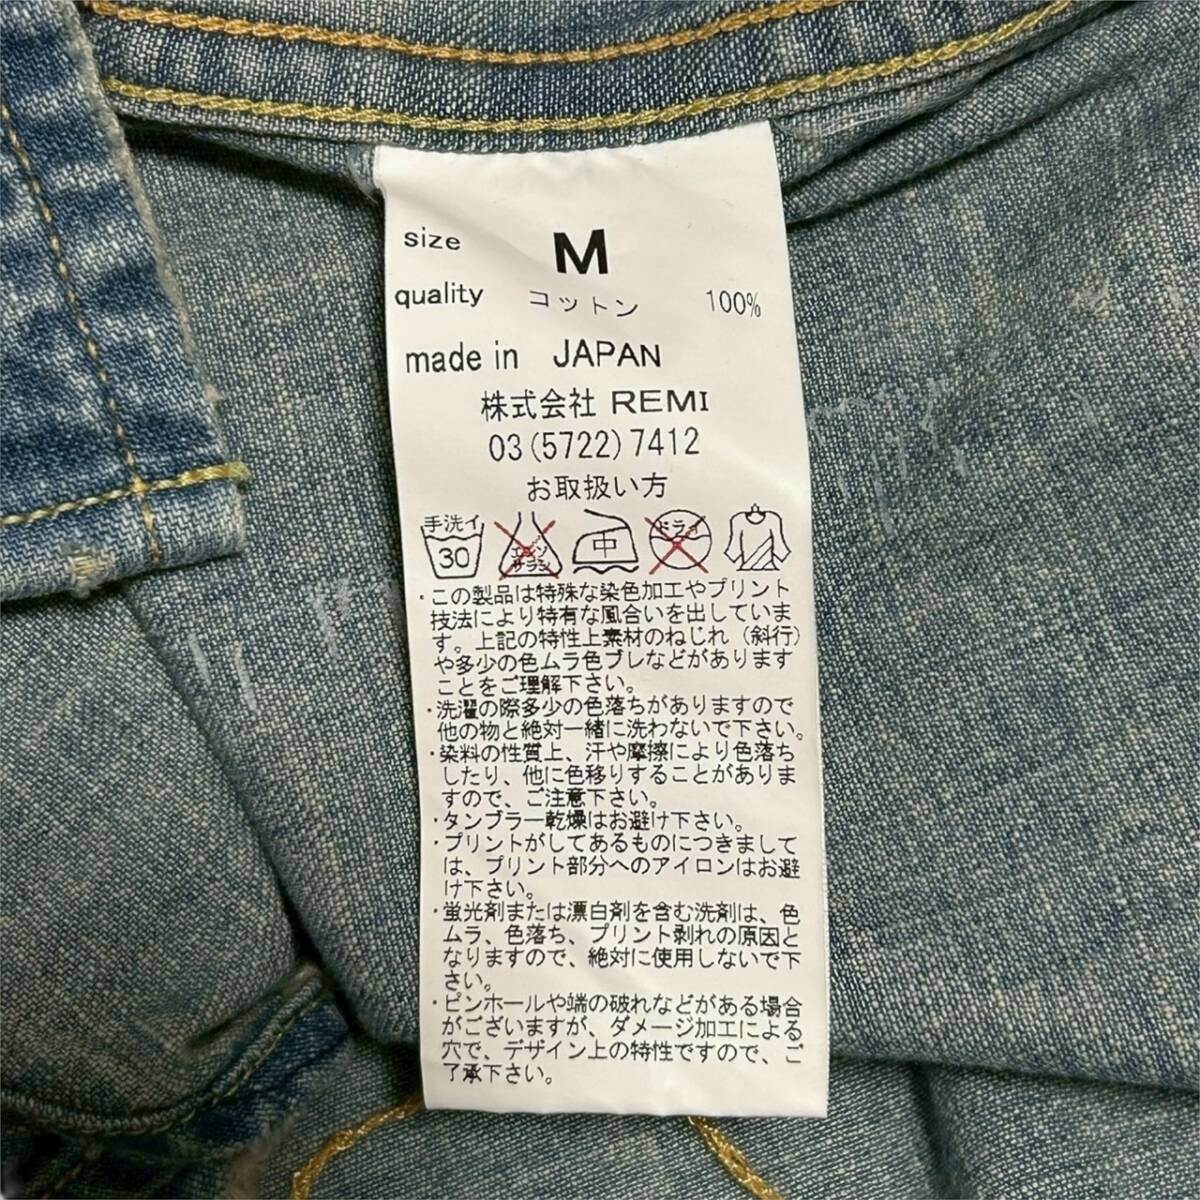 size M
quality コットン 100%
made in JAPAN
株式会社 REMI
03(5722)7412
お取扱い方
手洗イ
30
エンソ
サラシ
中
ドライ
・この製品は特殊な染色加工やプリント
技法により特有な風合いを出していま
す。上記の特性上素材のねじれ（斜行）
や多少の色ムラ色ブレなどがあります
ことをご理解下さい。
・洗濯の際多少の色落ちがありますので
他の物と絶対一緒に洗わないで下さい。
・染料の性質上、汗や摩擦により色落ち
したり、他に色移りすることがありま
すので、ご注意下さい。
・タンブラー乾燥はお避け下さい。
・プリントがしてあるものにつきまして
は、プリント部分へのアイロンはお避
け下さい。
・蛍光剤または漂白剤を含む洗剤は、色
ムラ、色落ち、プリント剥れの原因と
なりますので、絶対に使用しないで下
さい。
・ピンホールや端の破れなどがある場合
がございますが、ダメージ加工による
穴で、デザイン上の特性ですので、ご
了承下さい。